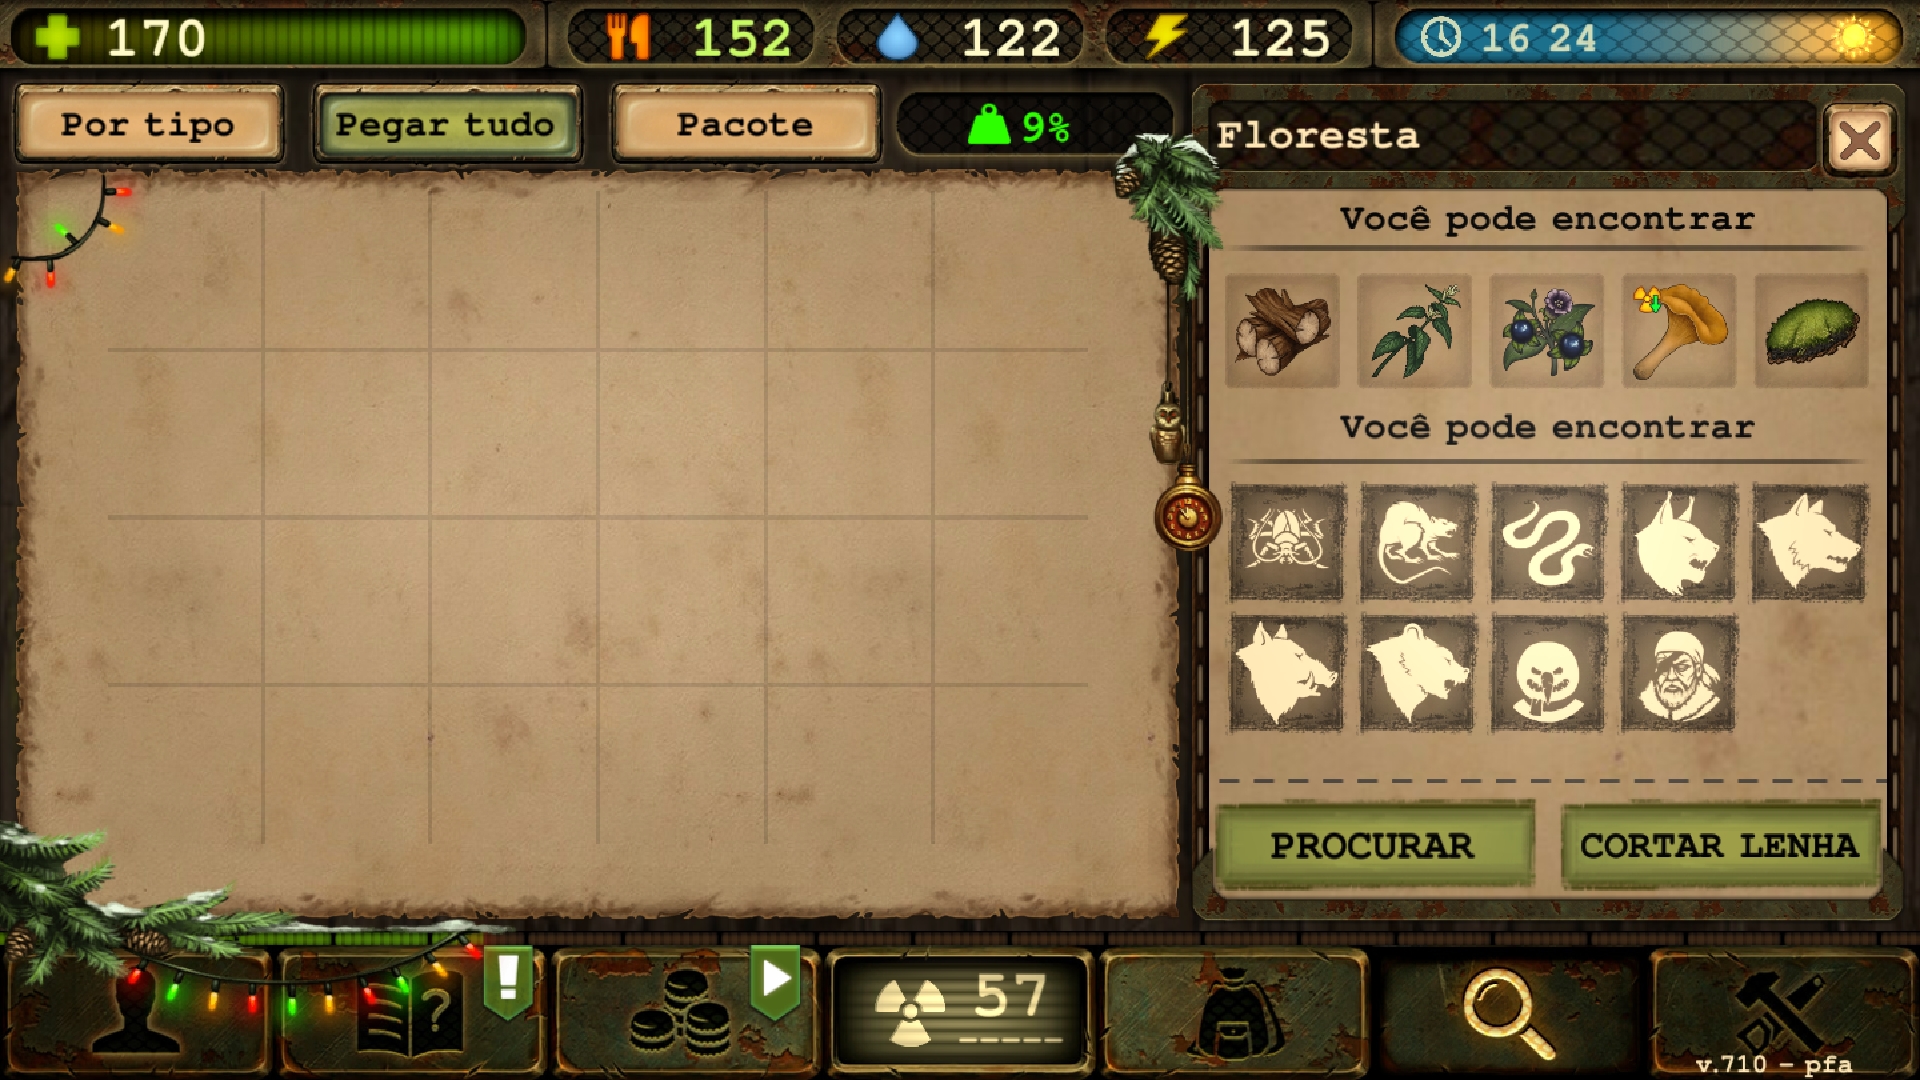 170
152
122
125
16 24
Por tipo
Pegar tudo
Pacote
9%
Floresta
Você pode encontrar
Você pode encontrar
PROCURAR
CORTAR LENHA
57
v.710 - pfa